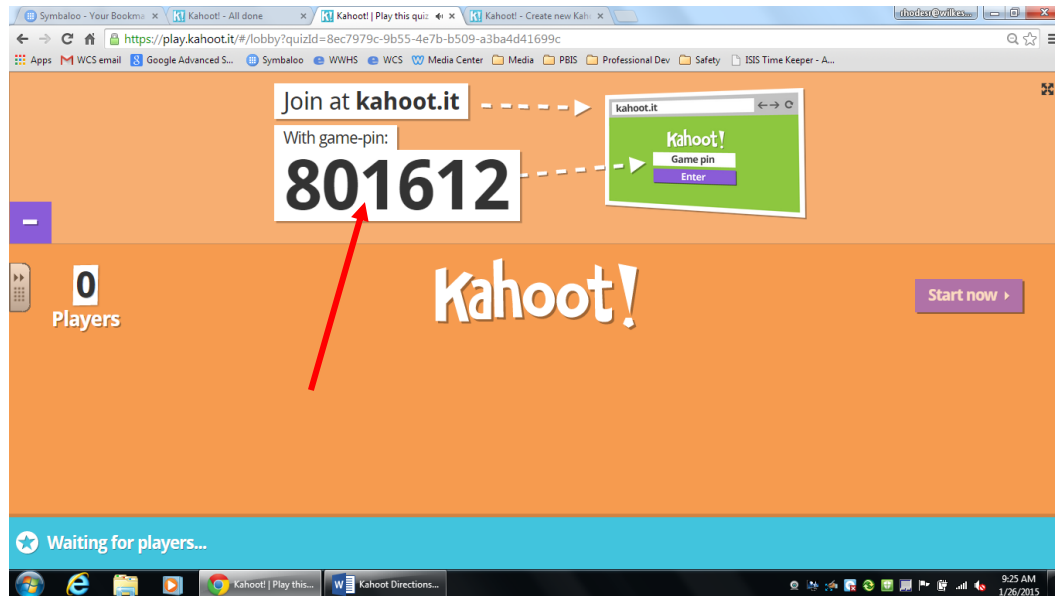 Symbaloo - Your Bookma
Kahoot! - All done
Kahoot! | Play this quiz
Kahoot! - Create new Kah
https://play.kahoot.it/#/lobby?quizId=8ec7979c-9b55-4e7b-b509-a3ba4d41699c
Apps WCS email Google Advanced S... Symbaloo WWHS WCS Media Center Media PBIS Professional Dev Safety ISIS Time Keeper - A...
Join at kahoot.it
kahoot.it
With game-pin:
801612
Kahoot!
Game pin
Enter
0
Players
Kahoot!
Start now
Waiting for players...
Kahoot! | Play this...
Kahoot Directions...
9:25 AM
1/26/2015